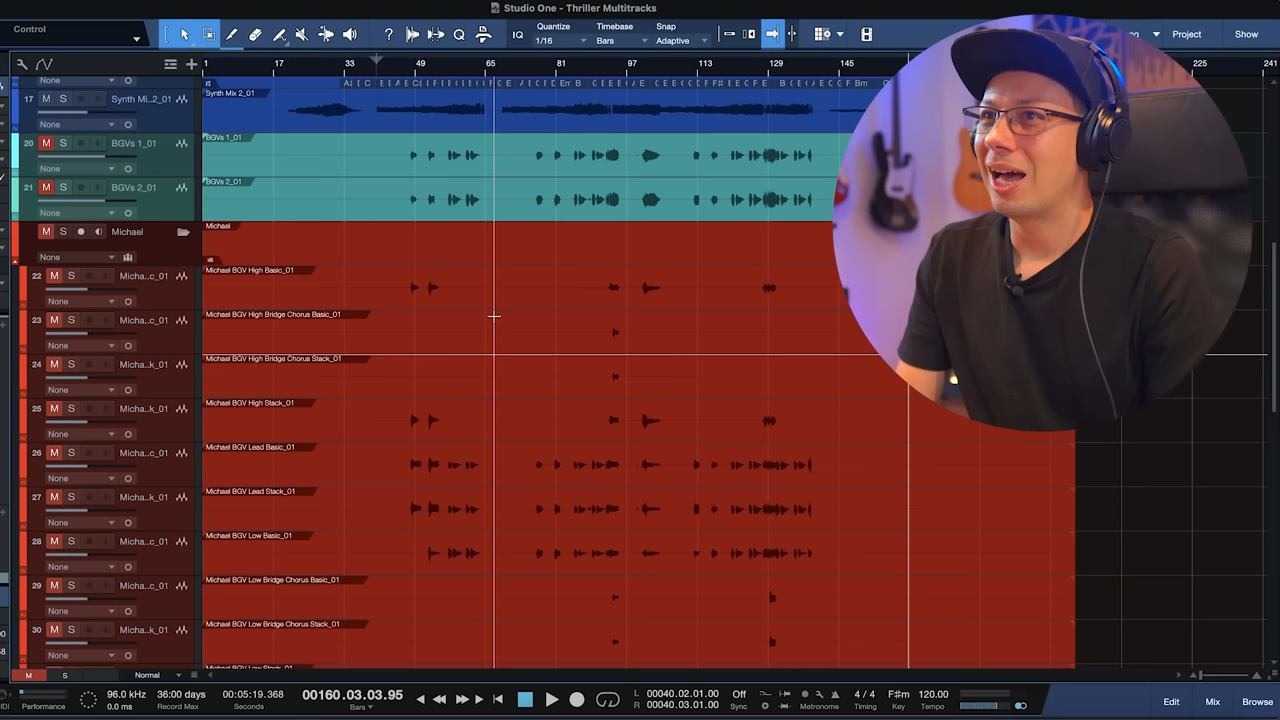 Studio One - Thriller Multitracks
Control
Quantize
1/16
Timebase
Bars
Snap
Adaptive
IQ
Project
Show
1 17 33 49 65 81 97 113 129 145 225 241
None
17 M S Synth Mi..2_01
None
Synth Mix 2_01
20 M S BGVs 1_01
None
BGVs 1_01
21 M S BGVs 2_01
None
BGVs 2_01
M S Michael
None
Michael
22 M S Micha..c_01
None
Michael BGV High Basic_01
23 M S Micha..c_01
None
Michael BGV High Bridge Chorus Basic_01
24 M S Micha..k_01
None
Michael BGV High Bridge Chorus Stack_01
25 M S Micha..k_01
None
Michael BGV High Stack_01
26 M S Micha..c_01
None
Michael BGV Lead Basic_01
27 M S Micha..k_01
None
Michael BGV Lead Stack_01
28 M S Micha..c_01
None
Michael BGV Low Basic_01
29 M S Micha..c_01
None
Michael BGV Low Bridge Chorus Basic_01
30 M S Micha..k_01
None
Michael BGV Low Bridge Chorus Stack_01
M S Normal
Performance
96.0 kHz
0.0 ms
36:00 days
Record Max
00:05:19.368
Seconds
00160.03.03.95
Bars
L 00040.02.01.00
R 00040.03.01.00
Off
Sync
Metronome
4 / 4
Timing
F#m
Key
120.00
Tempo
Edit
Mix
Browse